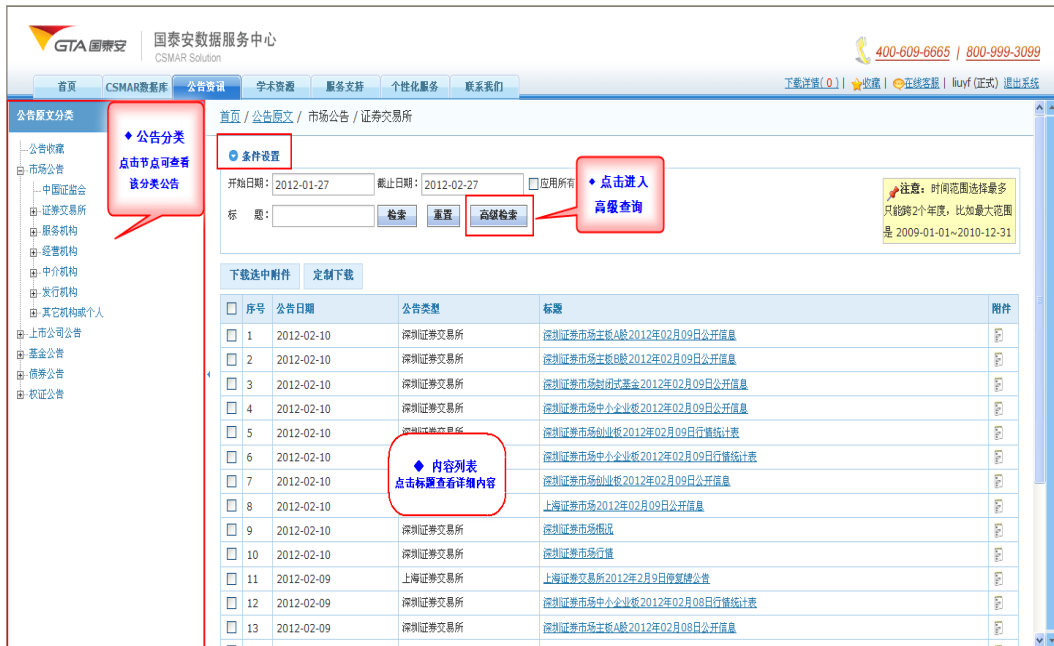 GTA 国泰安
国泰安数据服务中心
CSMAR Solution
400-609-6665 | 800-999-3099
首页 CSMAR数据库 公告资讯 学术资源 服务支持 个性化服务 联系我们
下载详情( 0 ) | 收藏 | 在线客服 | liuyf (正式) 退出系统
公告原文分类
公告收藏
市场公告
中国证监会
证券交易所
服务机构
经营机构
中介机构
发行机构
其它机构或个人
上市公司公告
基金公告
债券公告
权证公告
♦ 公告分类
点击节点可查看
该分类公告
首页 / 公告原文 / 市场公告 / 证券交易所
条件设置
开始日期: 2012-01-27 截止日期: 2012-02-27 应用所有
标 题: 检索 重置 高级检索
♦ 点击进入
高级查询
注意: 时间范围选择最多
只能跨2个年度, 比如最大范围
是 2009-01-01~2010-12-31
下载选中附件 定制下载
序号 公告日期 公告类型 标题 附件
1 2012-02-10 深圳证券交易所 深圳证券市场主板A股2012年02月09日公开信息
2 2012-02-10 深圳证券交易所 深圳证券市场主板B股2012年02月09日公开信息
3 2012-02-10 深圳证券交易所 深圳证券市场封闭式基金2012年02月09日公开信息
4 2012-02-10 深圳证券交易所 深圳证券市场中小企业板2012年02月09日公开信息
5 2012-02-10 深圳证券交易所 深圳证券市场创业板2012年02月09日行情统计表
6 2012-02-10 深圳证券市场中小企业板2012年02月09日行情统计表
7 2012-02-10 深圳证券市场创业板2012年02月09日公开信息
8 2012-02-10 上海证券市场2012年02月09日公开信息
♦ 内容列表
点击标题查看详细内容
9 2012-02-10 深圳证券交易所 深圳证券市场概况
10 2012-02-10 深圳证券交易所 深圳证券市场行情
11 2012-02-09 上海证券交易所 上海证券交易所2012年2月9日停复牌公告
12 2012-02-09 深圳证券交易所 深圳证券市场中小企业板2012年02月08日行情统计表
13 2012-02-09 深圳证券交易所 深圳证券市场主板A股2012年02月08日公开信息